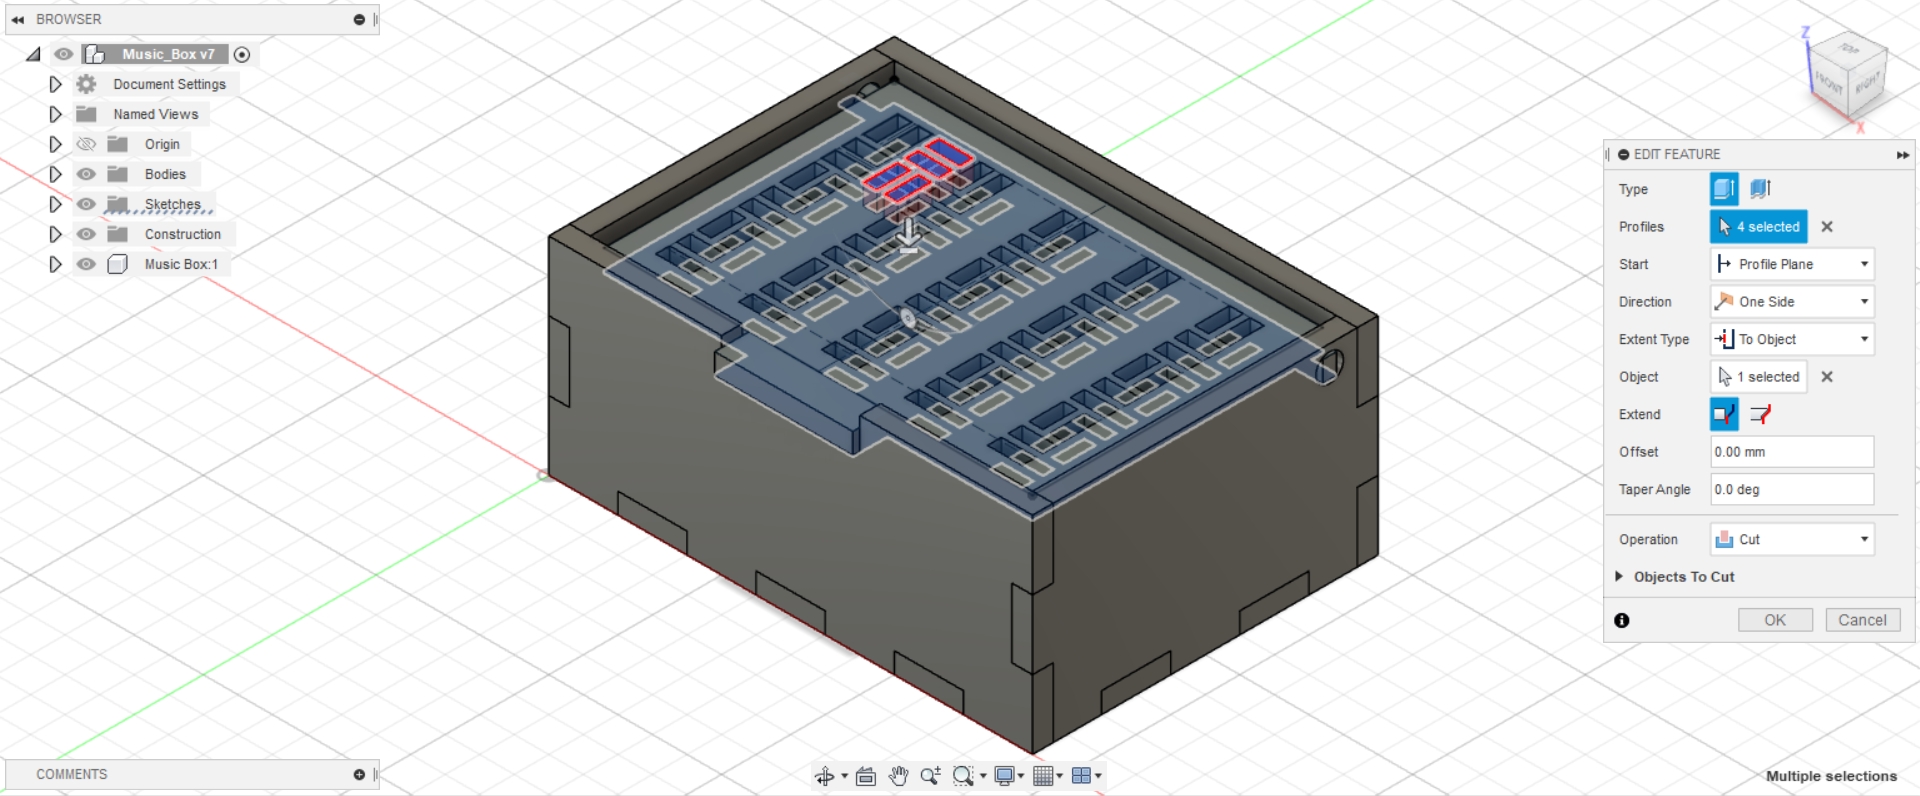 BROWSER
Music_Box v7
Document Settings
Named Views
Origin
Bodies
Sketches
Construction
Music Box:1
Z
TOP
FRONT
RIGHT
X
EDIT FEATURE
Type
Profiles 4 selected
Start Profile Plane
Direction One Side
Extent Type To Object
Object 1 selected
Extend
Offset 0.00 mm
Taper Angle 0.0 deg
Operation Cut
Objects To Cut
OK Cancel
COMMENTS
Multiple selections